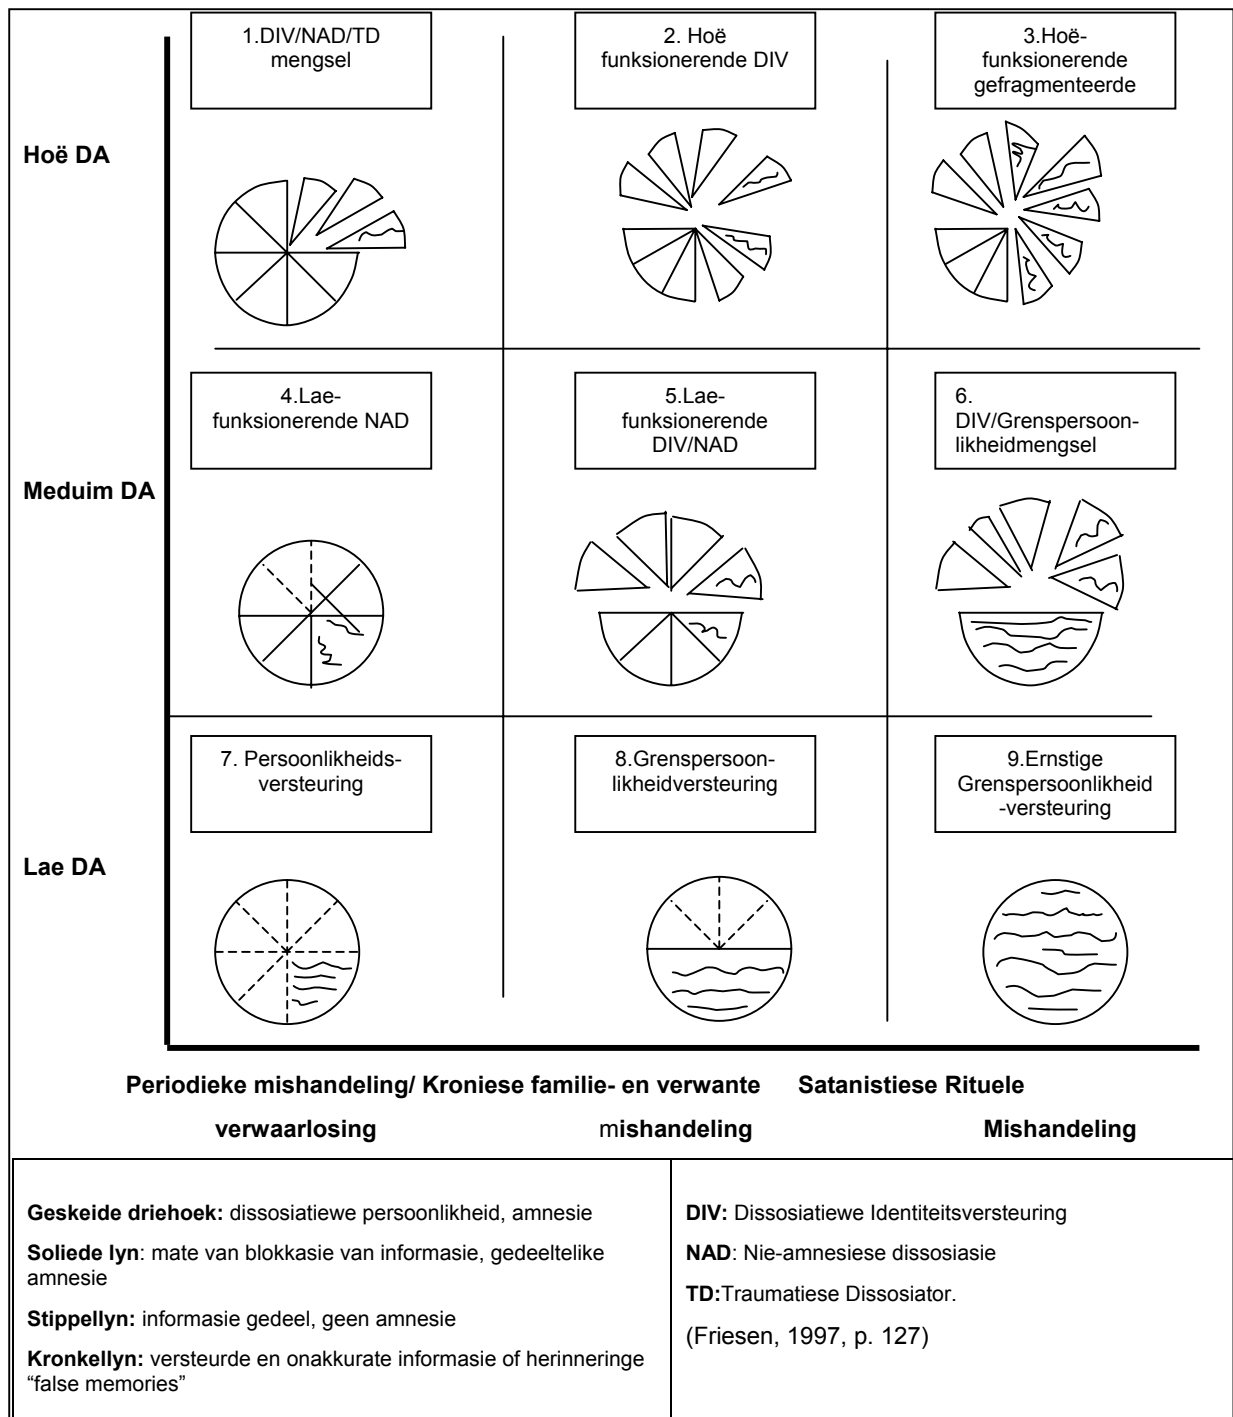 1.DIV/NAD/TD
mengsel
2. Hoë
funksionerende DIV
3.Hoë-
funksionerende
gefragmenteerde
Hoë DA
4.Lae-
funksionerende NAD
5.Lae-
funksionerende
DIV/NAD
6.
DIV/Grenspersoon-
likheidmengsel
Meduim DA
7. Persoonlikheids-
versteuring
8.Grenspersoon-
likheidversteuring
9.Ernstige
Grenspersoonlikheid
-versteuring
Lae DA
Periodieke mishandeling/ Kroniese familie- en verwante Satanistiese Rituele
verwaarlosing mishandeling Mishandeling
Geskeide driehoek: dissosiatiewe persoonlikheid, amnesie
Soliede lyn: mate van blokkasie van informasie, gedeeltelike
amnesie
Stippellyn: informasie gedeel, geen amnesie
Kronkellyn: versteurde en onakkurate informasie of herinneringe
“false memories”
DIV: Dissosiatiewe Identiteitsversteuring
NAD: Nie-amnesiese dissosiasie
TD:Traumatiese Dissosiator.
(Friesen, 1997, p. 127)